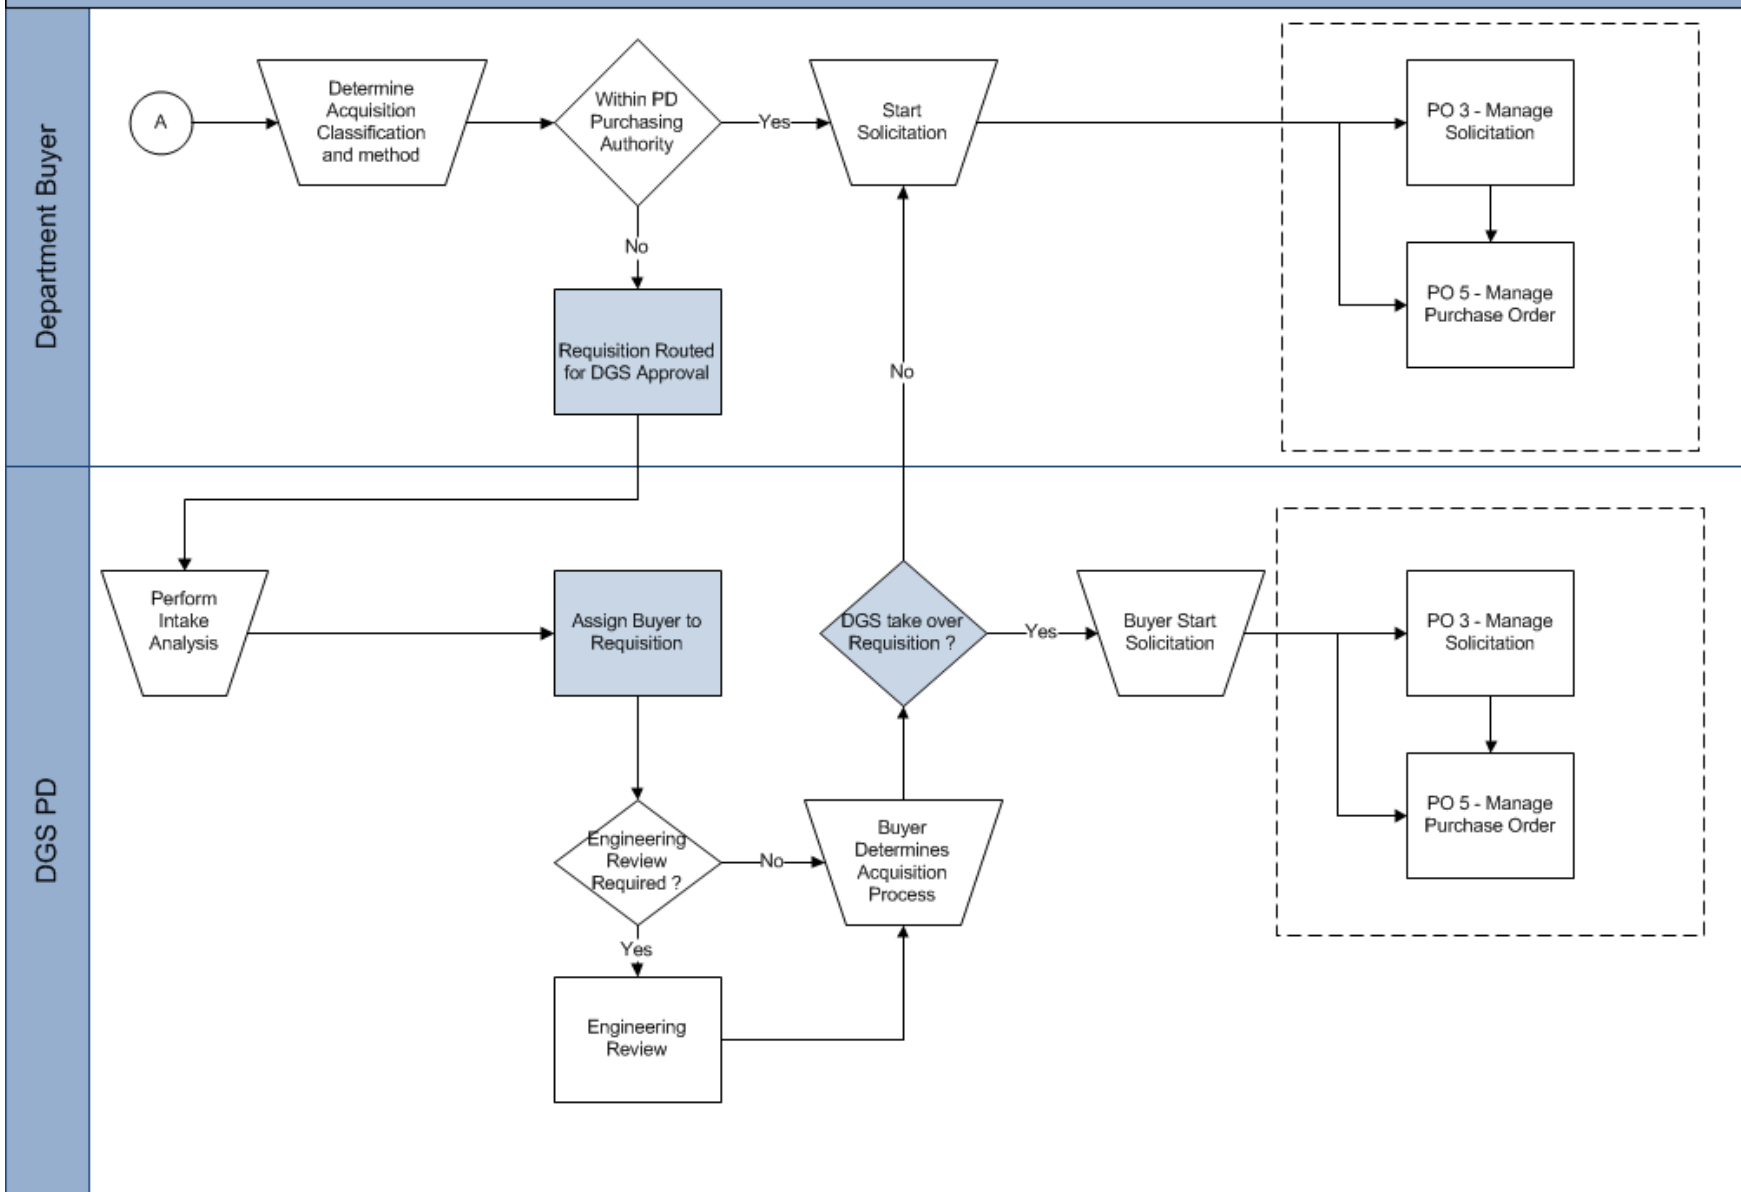 Department Buyer
A
Determine
Acquisition
Classification
and method
Within PD
Purchasing
Authority
Yes
Start
Solicitation
PO 3 - Manage
Solicitation
No
PO 5 - Manage
Purchase Order
Requisition Routed
for DGS Approval
No
DGS PD
Perform
Intake
Analysis
Assign Buyer to
Requisition
DGS take over
Requisition ?
Yes
Buyer Start
Solicitation
PO 3 - Manage
Solicitation
PO 5 - Manage
Purchase Order
Engineering
Review
Required ?
No
Buyer
Determines
Acquisition
Process
Yes
Engineering
Review